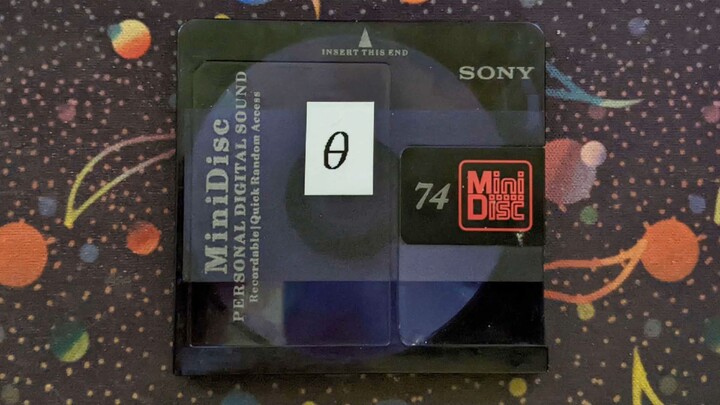 INSERT THIS END
SONY
MiniDisc
PERSONAL DIGITAL SOUND
Recordable|Quick Random Access
θ
74
Mini
Disc